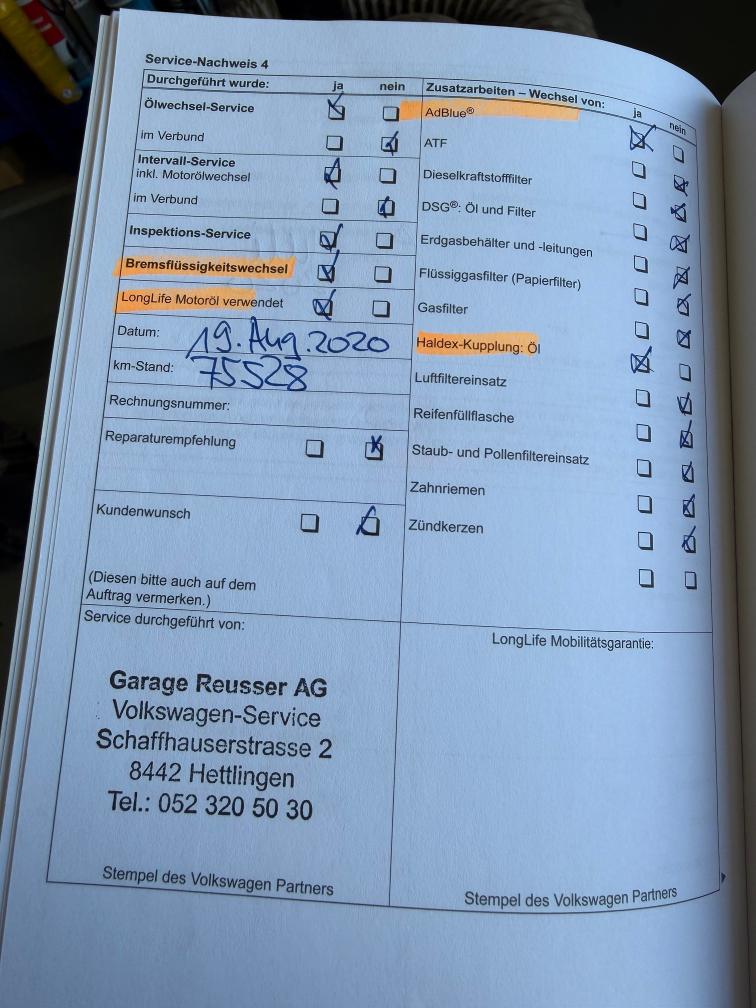 Service-Nachweis 4
Durchgeführt wurde: ja nein
Ölwechsel-Service
im Verbund
Intervall-Service
inkl. Motorölwechsel
im Verbund
Inspektions-Service
Bremsflüssigkeitswechsel
LongLife Motoröl verwendet
Datum: 19. Aug. 2020
km-Stand: 75528
Rechnungsnummer:
Reparaturempfehlung
Kundenwunsch
(Diesen bitte auch auf dem
Auftrag vermerken.)
Zusatzarbeiten – Wechsel von: ja nein
AdBlue®
ATF
Dieselkraftstofffilter
DSG®: Öl und Filter
Erdgasbehälter und -leitungen
Flüssiggasfilter (Papierfilter)
Gasfilter
Haldex-Kupplung: Öl
Luftfiltereinsatz
Reifenfüllflasche
Staub- und Pollenfiltereinsatz
Zahnriemen
Zündkerzen
Service durchgeführt von:
Garage Reusser AG
Volkswagen-Service
Schaffhauserstrasse 2
8442 Hettlingen
Tel.: 052 320 50 30
Stempel des Volkswagen Partners
LongLife Mobilitätsgarantie:
Stempel des Volkswagen Partners